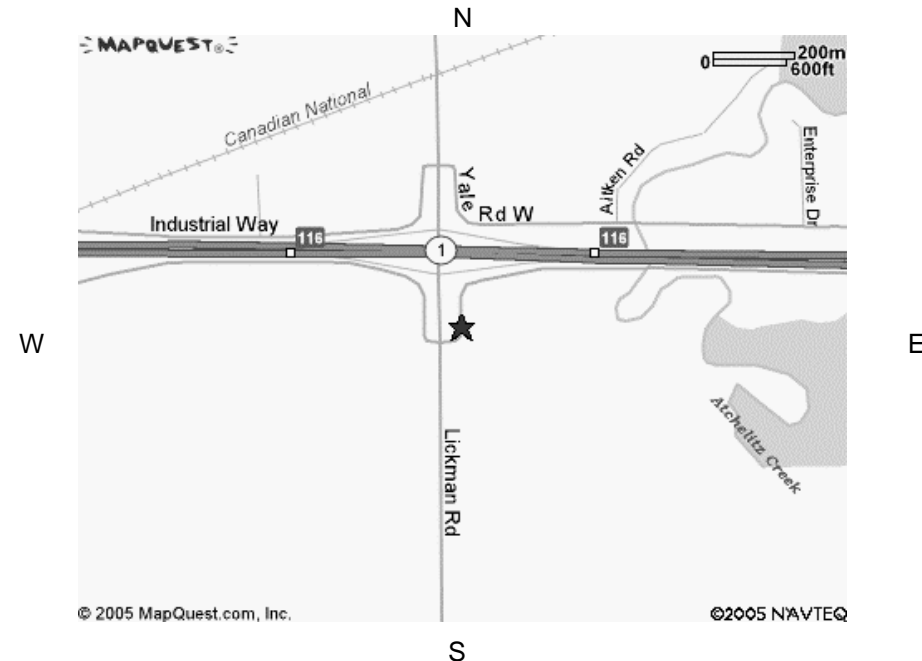 N
MAPQUEST®
200m
0
600ft
Canadian National
Yale
Rd W
Aitken Rd
Enterprise Dr
Industrial Way
116
116
1
W
E
Atchelitz Creek
Lickman Rd
© 2005 MapQuest.com, Inc.
©2005 NAVTEQ
S